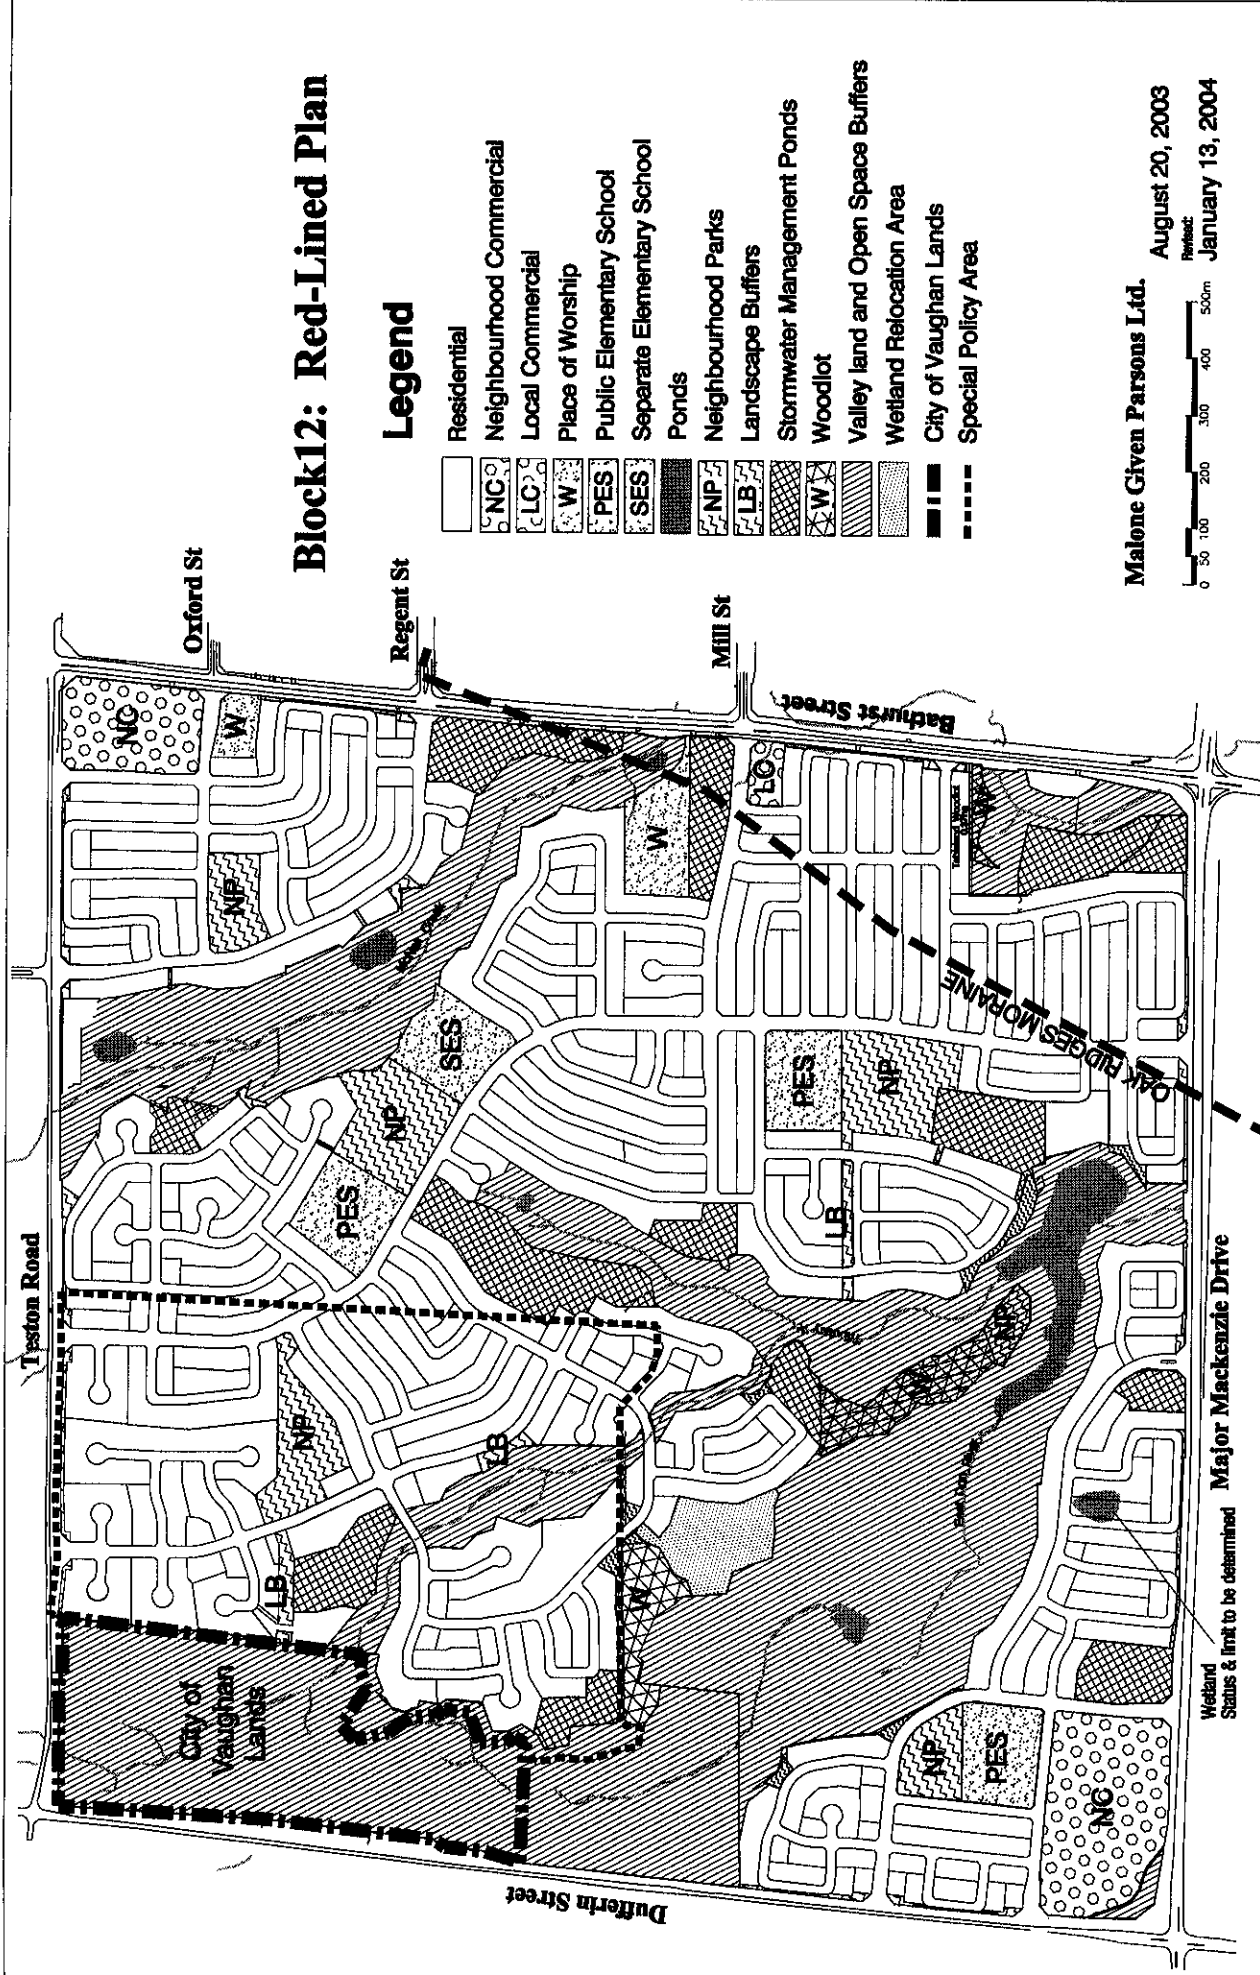 Block12: Red-Lined Plan
Legend
Residential
NC Neighbourhood Commercial
LC Local Commercial
W Place of Worship
PES Public Elementary School
SES Separate Elementary School
Ponds
NP Neighbourhood Parks
LB Landscape Buffers
Stormwater Management Ponds
W Woodlot
Valley land and Open Space Buffers
Wetland Relocation Area
City of Vaughan Lands
Special Policy Area
Malone Given Parsons Ltd.
0 50 100 200 300 400 500m
August 20, 2003
Revised:
January 13, 2004
Teston Road
Oxford St
Regent St
Mill St
Bathurst Street
Dufferin Street
Major Mackenzie Drive
City of
Vaughan
Lands
OAK RIDGES MORAINE
Wetland
Status & limit to be determined
Tableland Woodlot
NC
W
NP
SES
NP
PES
NP
LB
LB
W
LC
W
PES
NP
LB
NP
W
W
NP
PES
NC